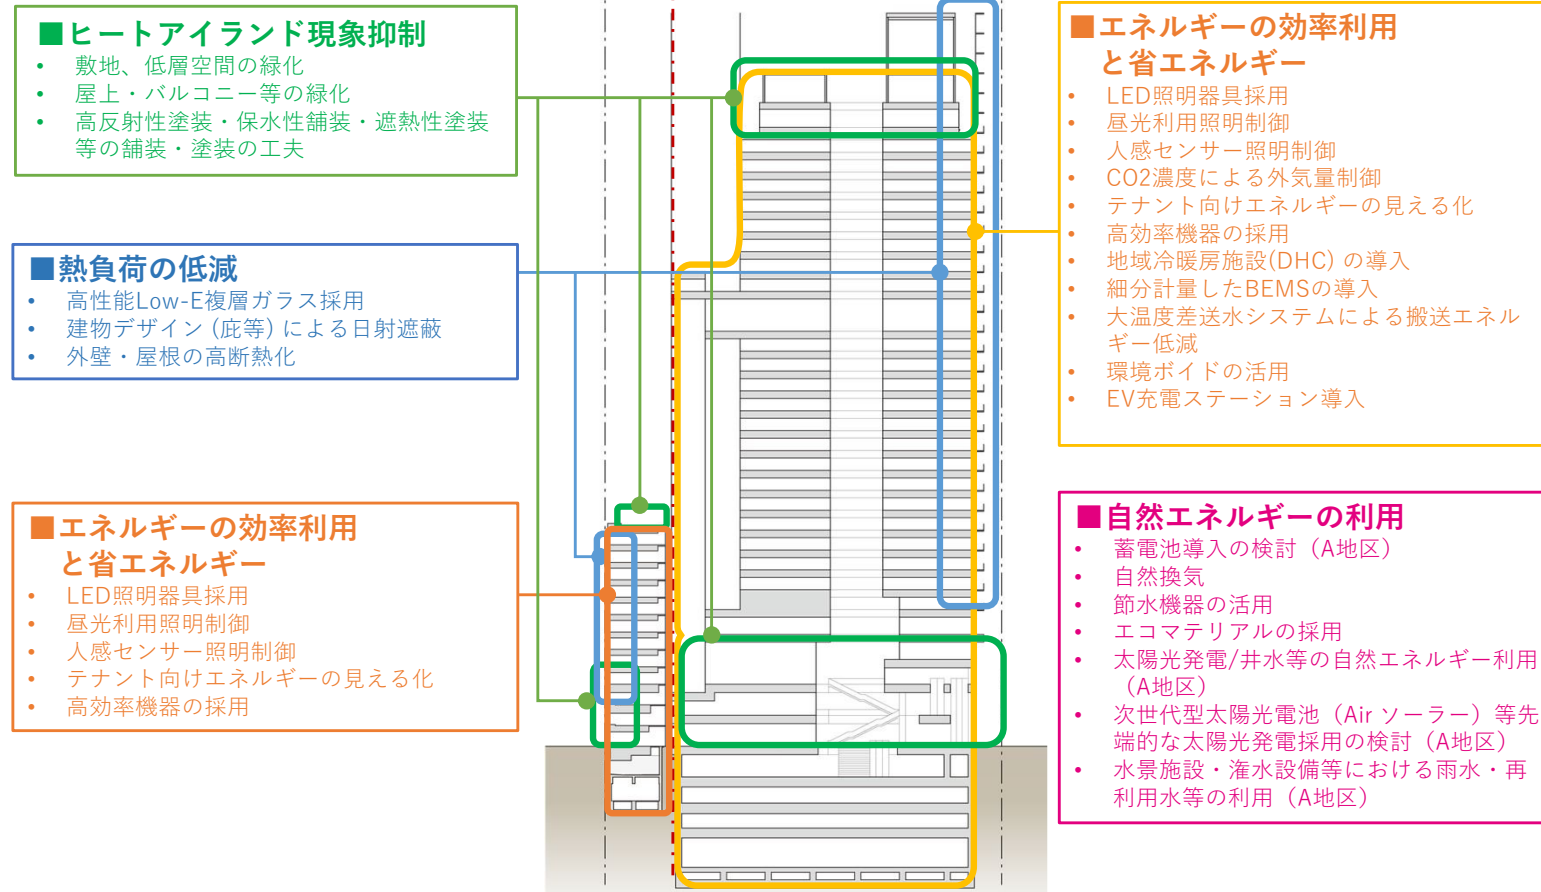 ■ヒートアイランド現象抑制
• 敷地、低層空間の緑化
• 屋上・バルコニー等の緑化
• 高反射性塗装・保水性舗装・遮熱性塗装
等の舗装・塗装の工夫
■熱負荷の低減
• 高性能Low-E複層ガラス採用
• 建物デザイン (庇等) による日射遮蔽
• 外壁・屋根の高断熱化
■エネルギーの効率利用
と省エネルギー
• LED照明器具採用
• 昼光利用照明制御
• 人感センサー照明制御
• テナント向けエネルギーの見える化
• 高効率機器の採用
■エネルギーの効率利用
と省エネルギー
• LED照明器具採用
• 昼光利用照明制御
• 人感センサー照明制御
• CO2濃度による外気量制御
• テナント向けエネルギーの見える化
• 高効率機器の採用
• 地域冷暖房施設(DHC) の導入
• 細分計量したBEMSの導入
• 大温度差送水システムによる搬送エネル
ギー低減
• 環境ボイドの活用
• EV充電ステーション導入
■自然エネルギーの利用
• 蓄電池導入の検討（A地区）
• 自然換気
• 節水機器の活用
• エコマテリアルの採用
• 太陽光発電/井水等の自然エネルギー利用
（A地区）
• 次世代型太陽光電池（Air ソーラー）等先
端的な太陽光発電採用の検討（A地区）
• 水景施設・潅水設備等における雨水・再
利用水等の利用（A地区）